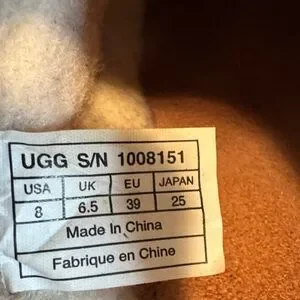 UGG S/N 1008151
USA UK EU JAPAN
8 6.5 39 25
Made In China
Fabrique en Chine